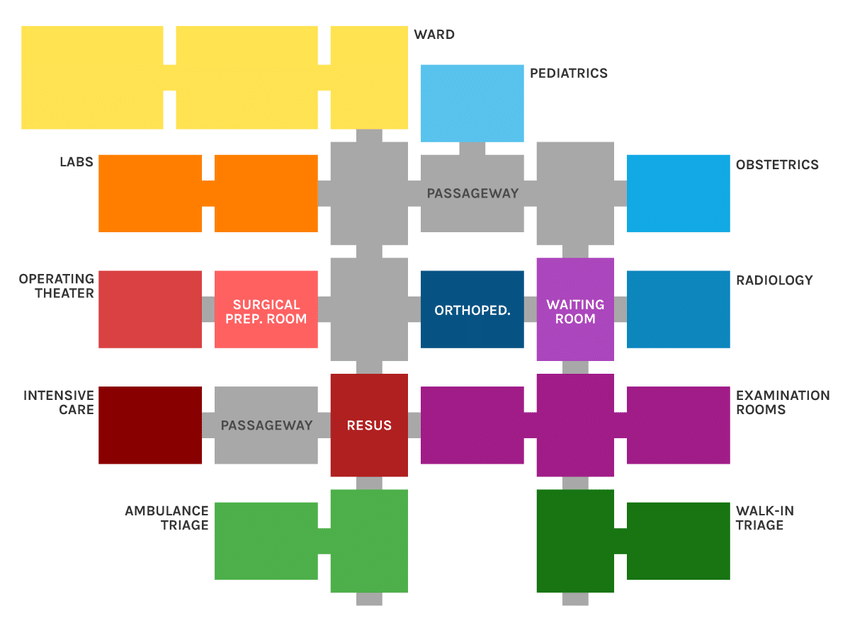 WARD
PEDIATRICS
LABS
PASSAGEWAY
OBSTETRICS
OPERATING
THEATER
SURGICAL
PREP. ROOM
ORTHOPED.
WAITING
ROOM
RADIOLOGY
INTENSIVE
CARE
PASSAGEWAY
RESUS
EXAMINATION
ROOMS
AMBULANCE
TRIAGE
WALK-IN
TRIAGE